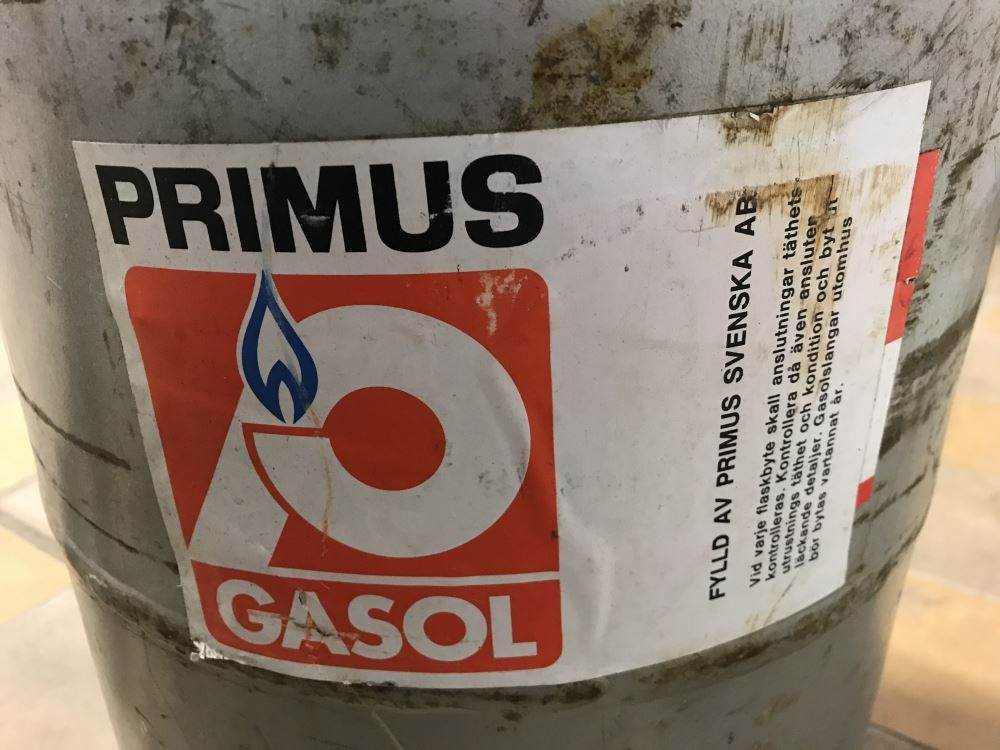 PRIMUS
GASOL
FYLLD AV PRIMUS SVENSKA AB
Vid varje flaskbyte skall anslutningar täthets-
kontrolleras. Kontrollera då även ansluten
utrustnings täthet och kondition och byt ut
läckande detaljer. Gasolslangar utomhus
bör bytas vartannat år.